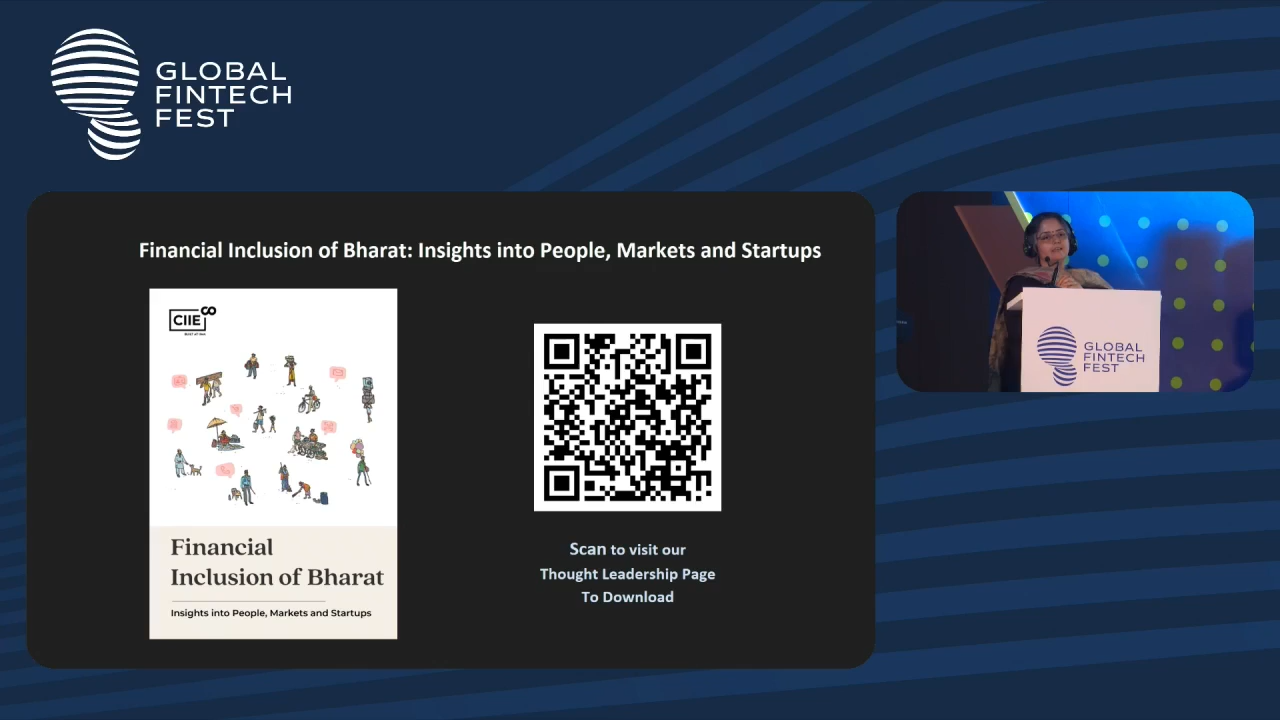 GLOBAL
FINTECH
FEST
Financial Inclusion of Bharat: Insights into People, Markets and Startups
CIIE
Financial
Inclusion of Bharat
Insights into People, Markets and Startups
Scan to visit our
Thought Leadership Page
To Download
GLOBAL
FINTECH
FEST